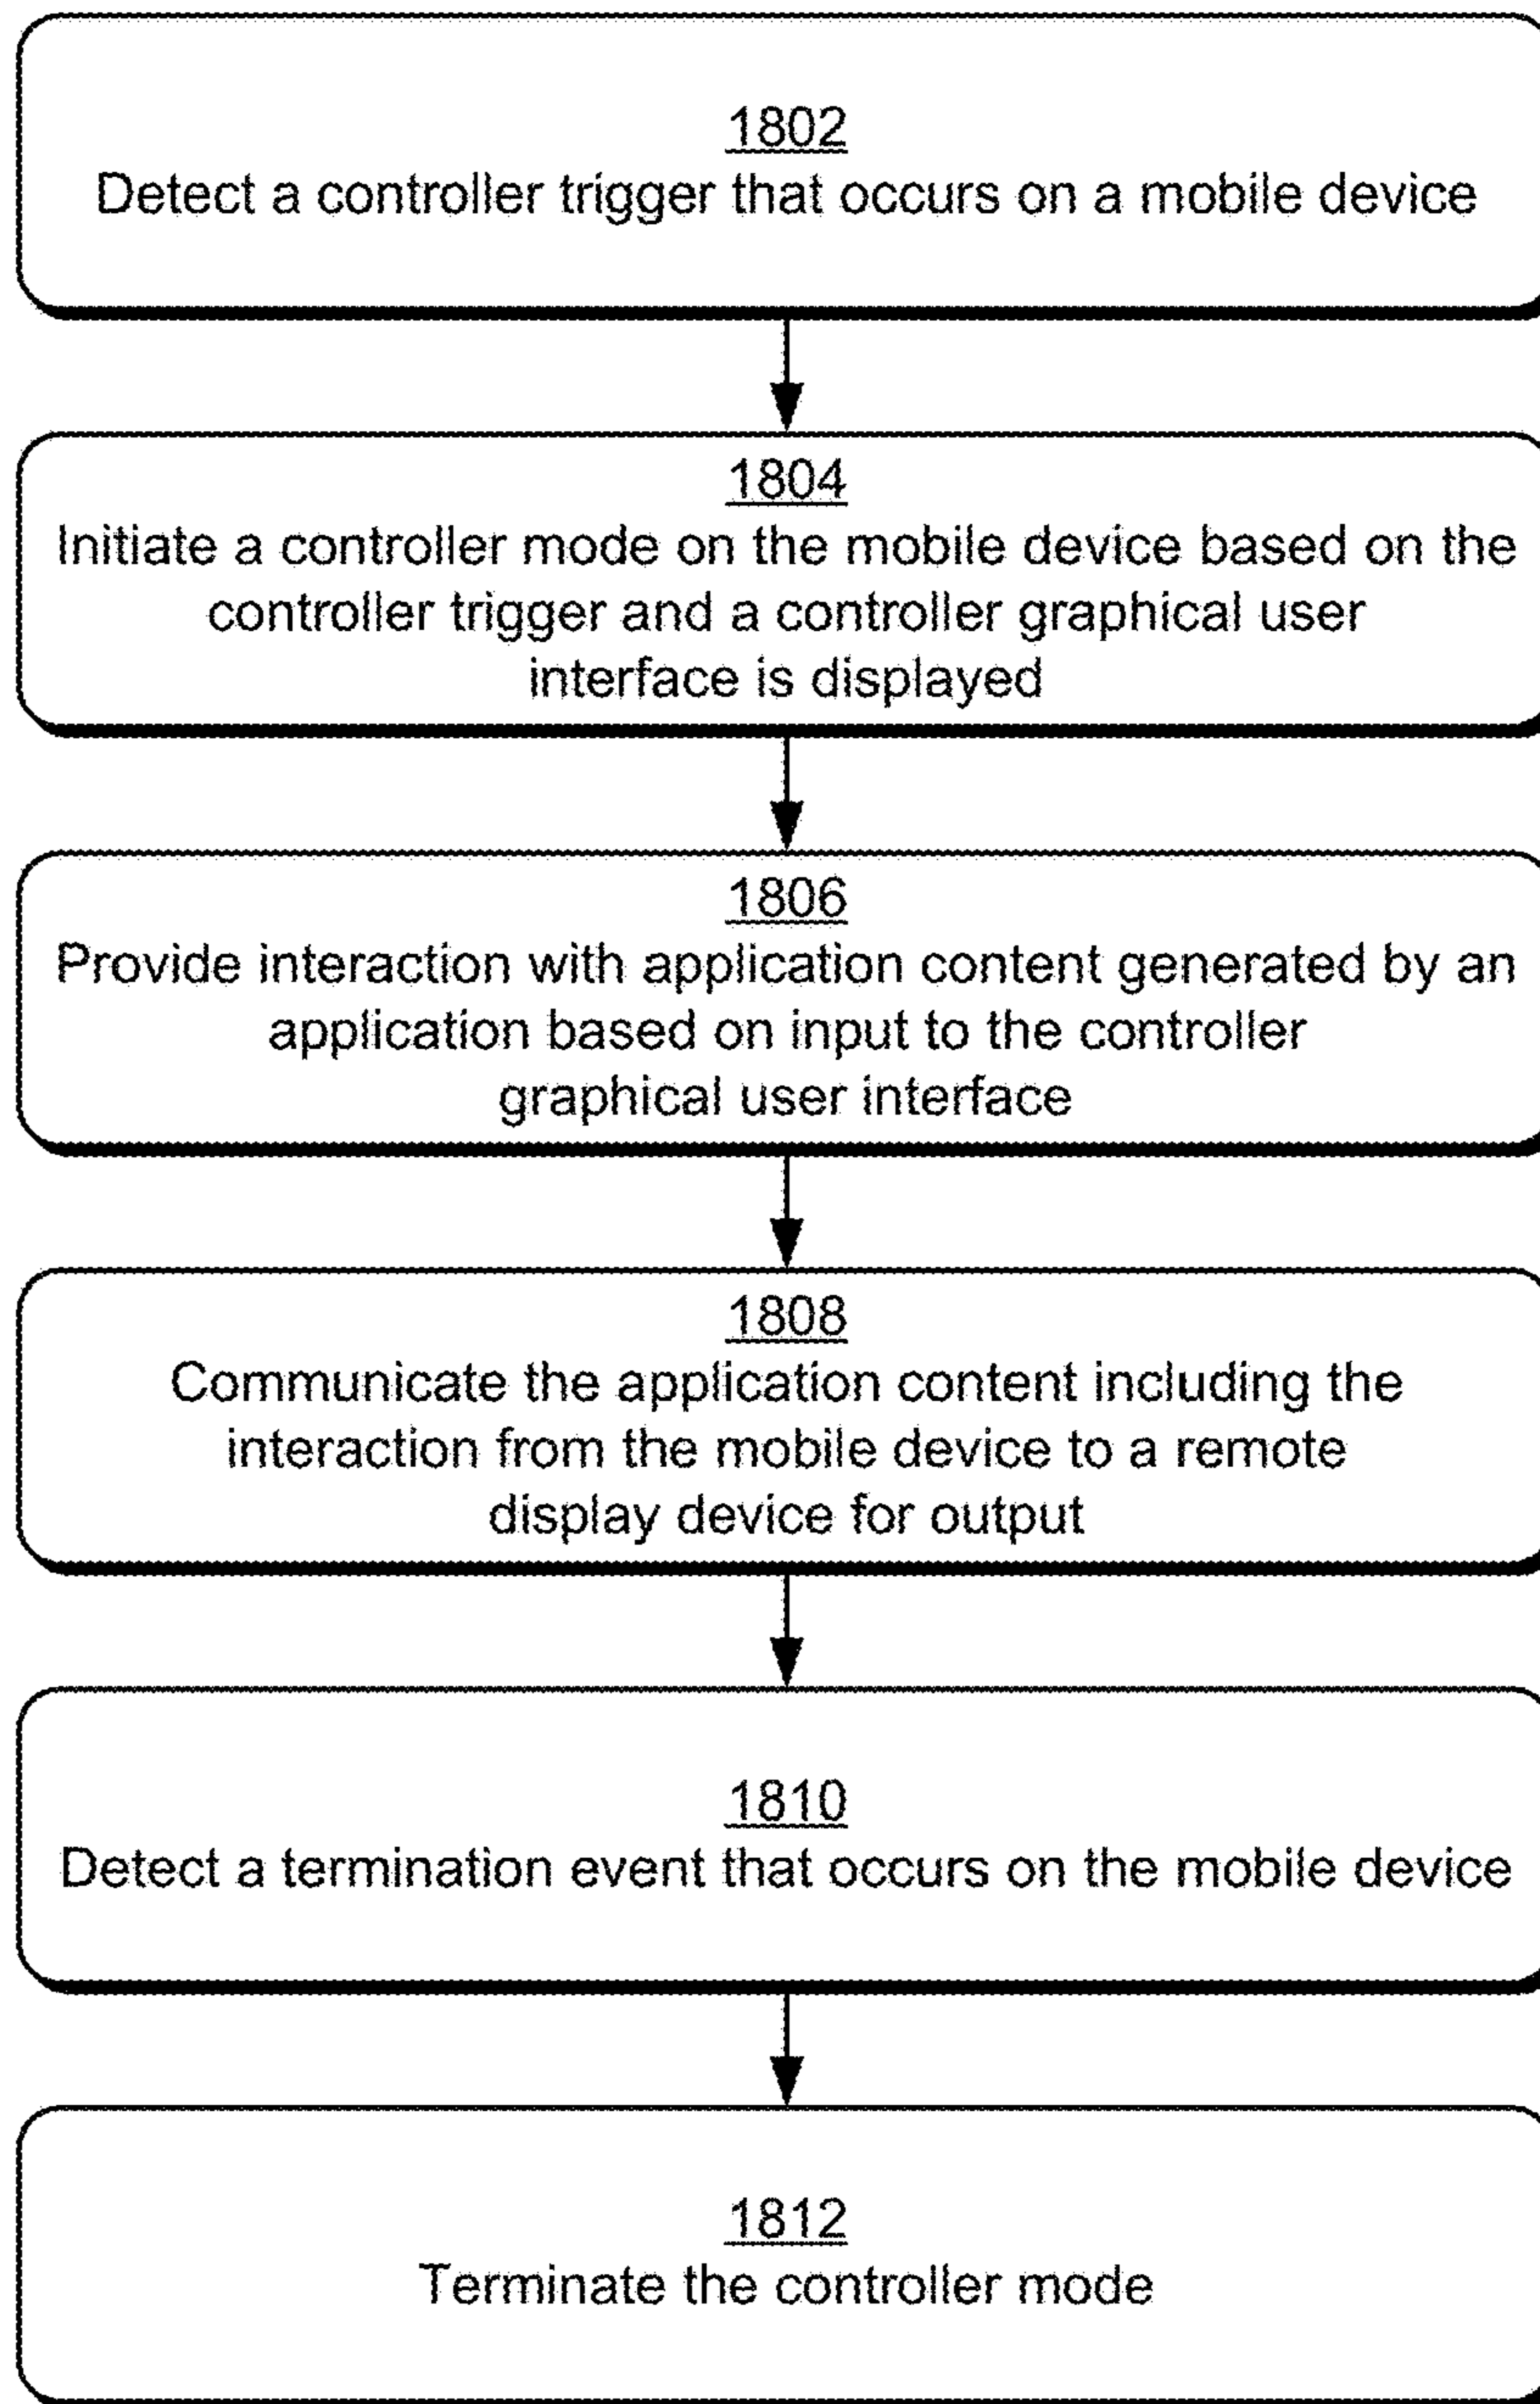 1802
Detect a controller trigger that occurs on a mobile device
1804
Initiate a controller mode on the mobile device based on the
controller trigger and a controller graphical user
interface is displayed
1806
Provide interaction with application content generated by an
application based on input to the controller
graphical user interface
1808
Communicate the application content including the
interaction from the mobile device to a remote
display device for output
1810
Detect a termination event that occurs on the mobile device
1812
Terminate the controller mode